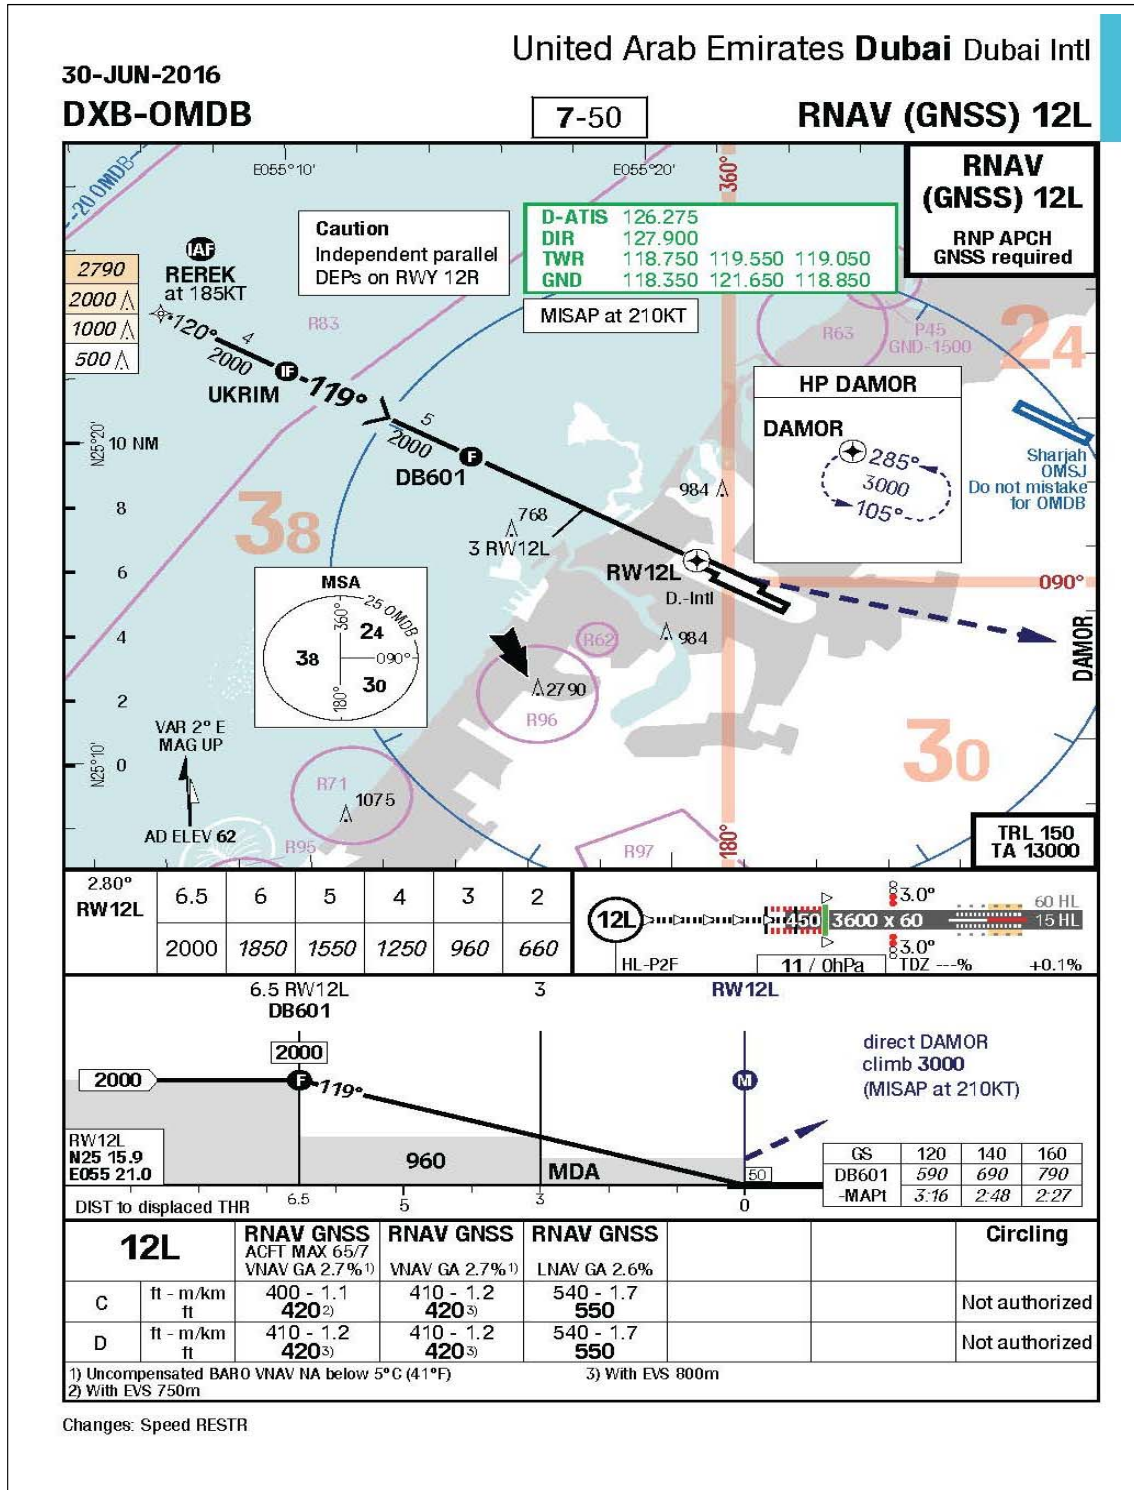 United Arab Emirates Dubai Dubai Intl
30-JUN-2016
DXB-OMDB
7-50
RNAV (GNSS) 12L
E055°10'
E055°20'
360°
--20 OMDB--
RNAV
(GNSS) 12L
RNP APCH
GNSS required
Caution
Independent parallel
DEPs on RWY 12R
D-ATIS 126.275
DIR 127.900
TWR 118.750 119.550 119.050
GND 118.350 121.650 118.850
MISAP at 210KT
2790
2000
1000
500
IAF
REREK
at 185KT
120°
4
2000
R83
IF
UKRIM
119°
5
2000
F
DB601
R63
P45
GND-1500
24
HP DAMOR
DAMOR
285°
3000
105°
Sharjah
OMSJ
Do not mistake
for OMDB
N25°20'
10 NM
8
6
4
2
0
N25°10'
38
768
3 RW12L
984
RW12L
D.-Intl
090°
984
DAMOR
MSA
25 OMDB
360°
24
38
090°
30
180°
R62
2790
R96
VAR 2° E
MAG UP
AD ELEV 62
R71
1075
R95
R97
180°
30
TRL 150
TA 13000
2.80°
RW12L
6.5 6 5 4 3 2
2000 1850 1550 1250 960 660
12L
450
3600 x 60
3.0°
3.0°
60 HL
15 HL
HL-P2F
11 / 0hPa
TDZ ---%
+0.1%
6.5 RW12L
DB601
3
RW12L
2000
2000
F
119°
M
direct DAMOR
climb 3000
(MISAP at 210KT)
RW12L
N25 15.9
E055 21.0
960
MDA
50
GS 120 140 160
DB601 590 690 790
-MAPt 3:16 2:48 2:27
DIST to displaced THR
6.5
5
3
0
12L
RNAV GNSS
ACFT MAX 65/7
VNAV GA 2.7%1)
RNAV GNSS
VNAV GA 2.7%1)
RNAV GNSS
LNAV GA 2.6%
Circling
C
ft - m/km
ft
400 - 1.1
4202)
410 - 1.2
4203)
540 - 1.7
550
Not authorized
D
ft - m/km
ft
410 - 1.2
4203)
410 - 1.2
4203)
540 - 1.7
550
Not authorized
1) Uncompensated BARO VNAV NA below 5°C (41°F)
3) With EVS 800m
2) With EVS 750m
Changes: Speed RESTR